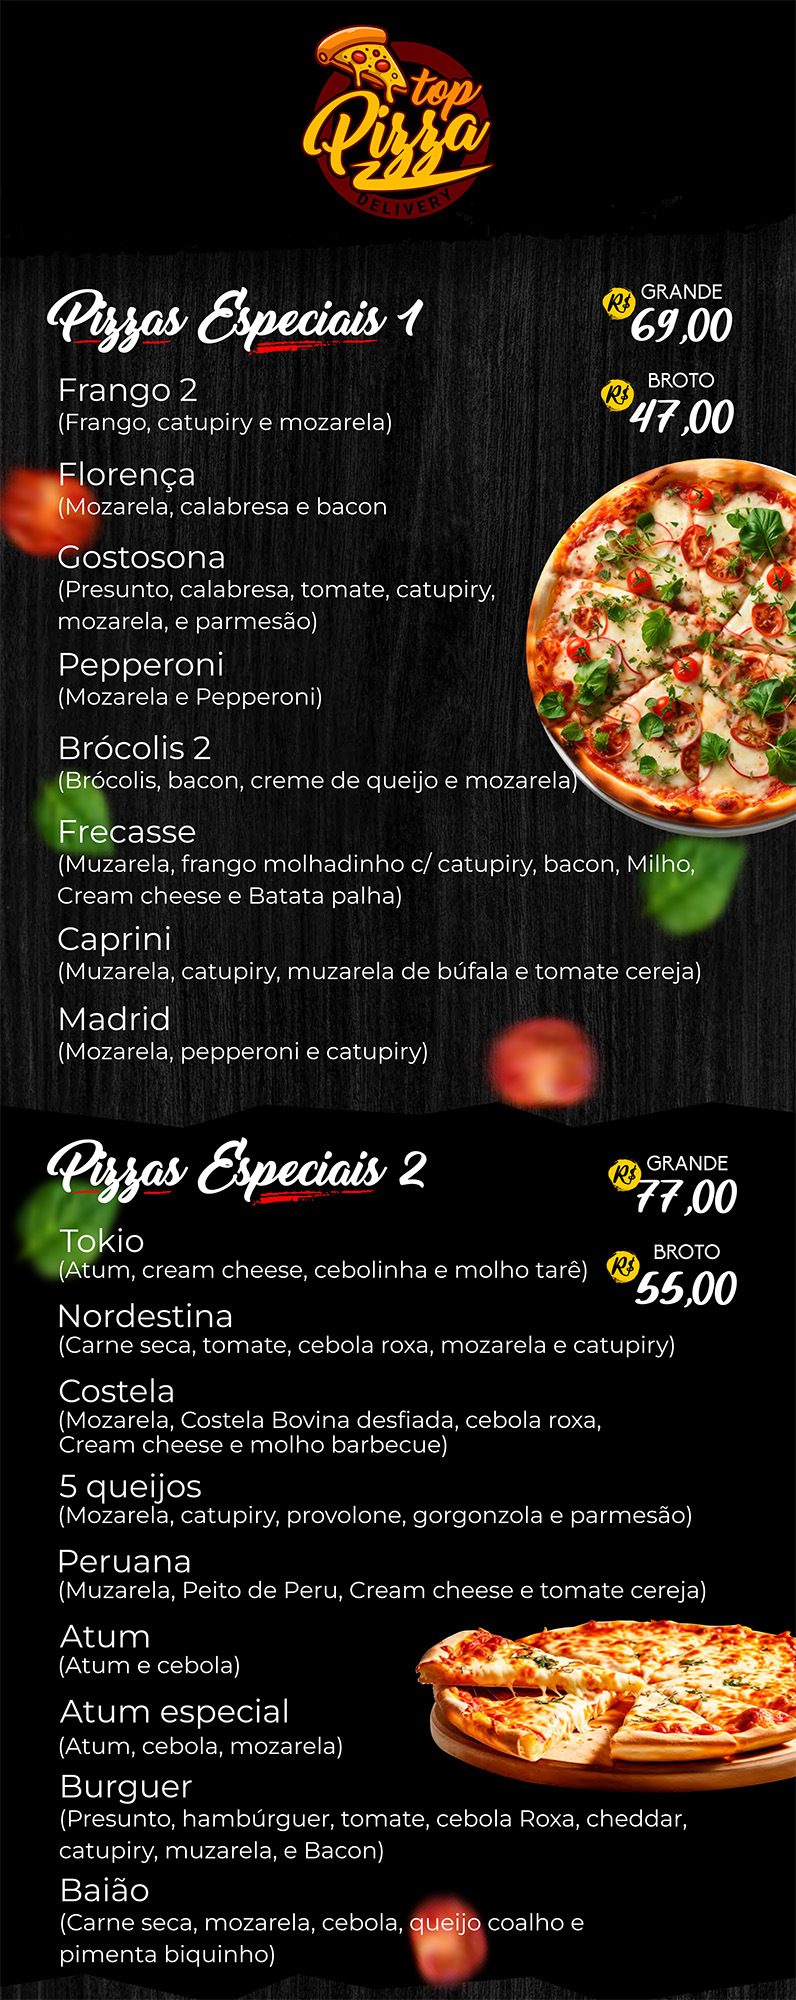 top
Pizza
DELIVERY
Pizzas Especiais 1
R$ GRANDE
69,00
Frango 2
(Frango, catupiry e mozarela)
R$ BROTO
47,00
Florença
(Mozarela, calabresa e bacon
Gostosona
(Presunto, calabresa, tomate, catupiry,
mozarela, e parmesão)
Pepperoni
(Mozarela e Pepperoni)
Brócolis 2
(Brócolis, bacon, creme de queijo e mozarela)
Frecasse
(Muzarela, frango molhadinho c/ catupiry, bacon, Milho,
Cream cheese e Batata palha)
Caprini
(Muzarela, catupiry, muzarela de búfala e tomate cereja)
Madrid
(Mozarela, pepperoni e catupiry)
Pizzas Especiais 2
R$ GRANDE
77,00
Tokio
(Atum, cream cheese, cebolinha e molho tarê)
R$ BROTO
55,00
Nordestina
(Carne seca, tomate, cebola roxa, mozarela e catupiry)
Costela
(Mozarela, Costela Bovina desfiada, cebola roxa,
Cream cheese e molho barbecue)
5 queijos
(Mozarela, catupiry, provolone, gorgonzola e parmesão)
Peruana
(Muzarela, Peito de Peru, Cream cheese e tomate cereja)
Atum
(Atum e cebola)
Atum especial
(Atum, cebola, mozarela)
Burguer
(Presunto, hambúrguer, tomate, cebola Roxa, cheddar,
catupiry, muzarela, e Bacon)
Baião
(Carne seca, mozarela, cebola, queijo coalho e
pimenta biquinho)